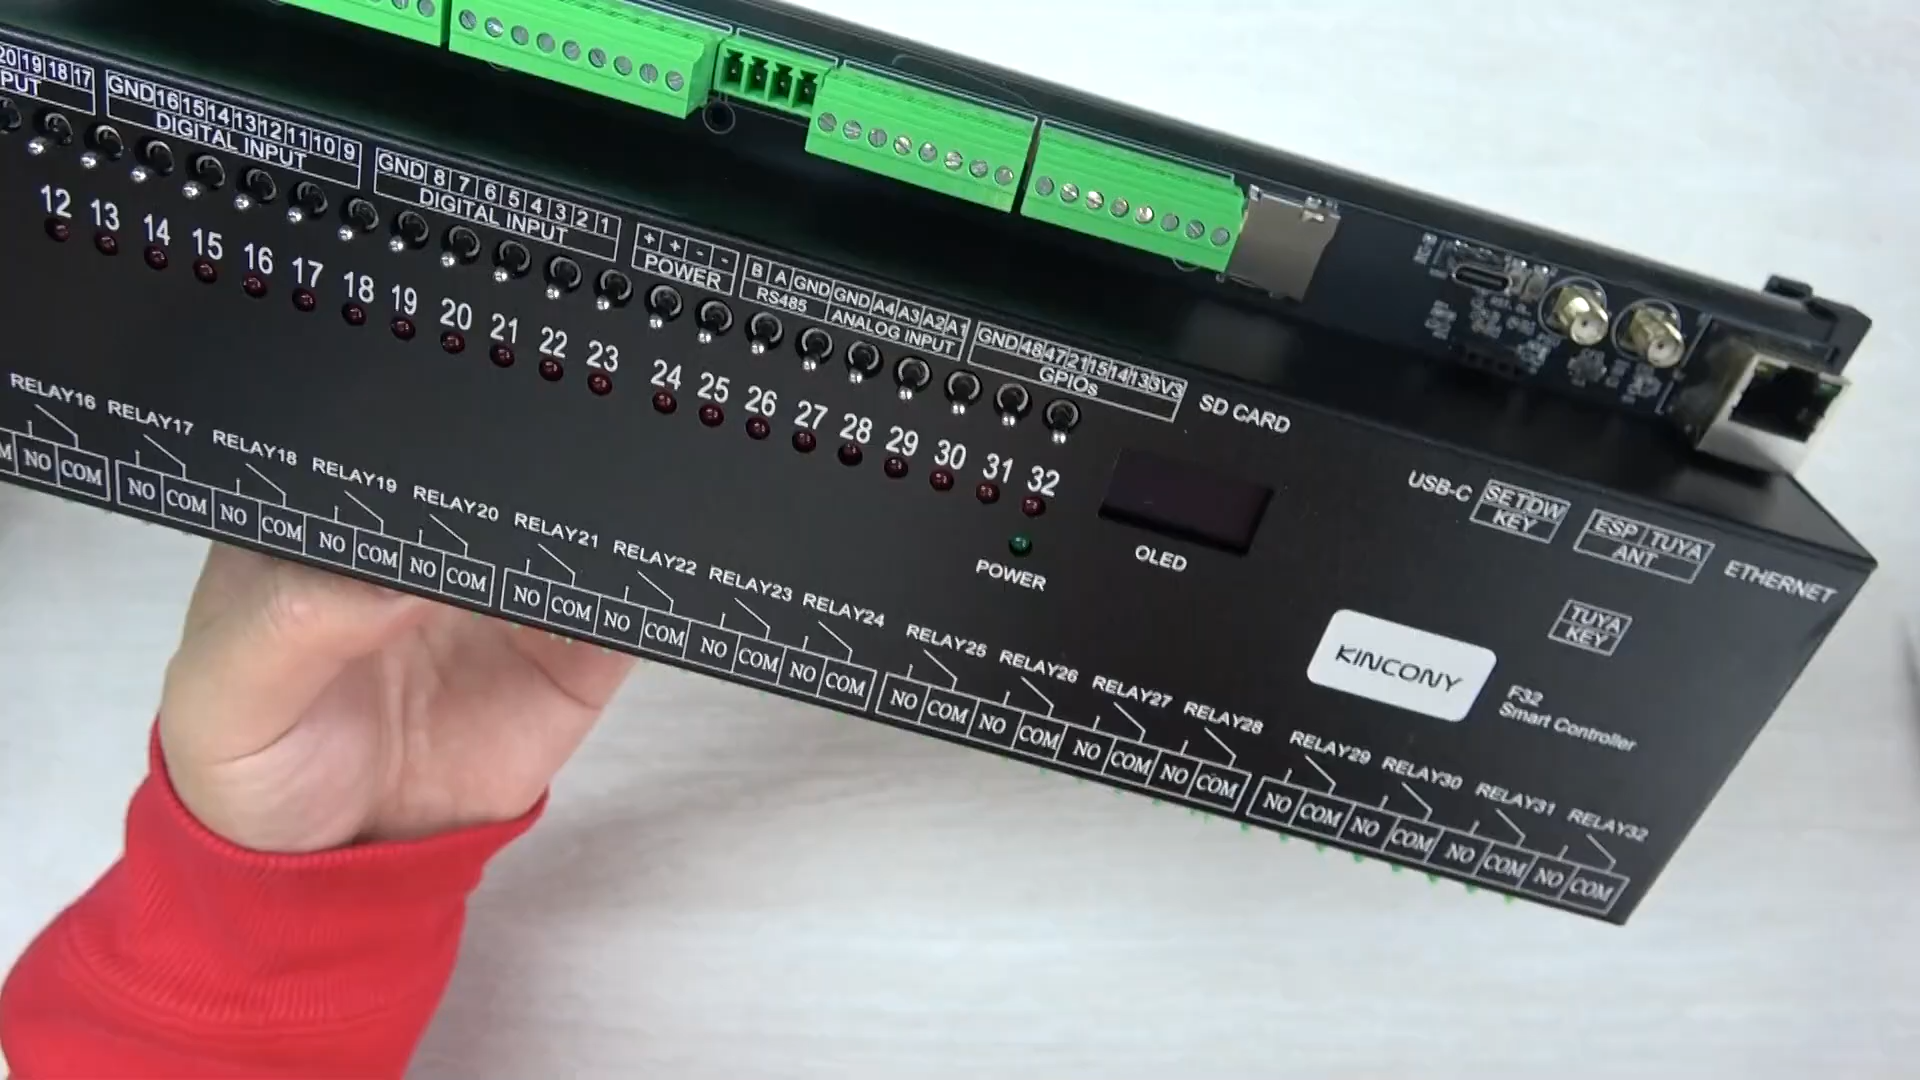 20 19 18 17
PUT
GND 16 15 14 13 12 11 10 9
DIGITAL INPUT
GND 8 7 6 5 4 3 2 1
DIGITAL INPUT
+ + - -
POWER
B A GND GND A4 A3 A2 A1
RS485 ANALOG INPUT
GND 48 47 21 15 14 13 3V3
GPIOs
SD CARD
12 13 14 15 16 17 18 19 20 21 22 23 24 25 26 27 28 29 30 31 32
POWER
OLED
USB-C
SET DW
KEY
ESP TUYA
ANT
ETHERNET
TUYA
KEY
KINCONY
F32
Smart Controller
RELAY16 RELAY17 RELAY18 RELAY19 RELAY20 RELAY21 RELAY22 RELAY23 RELAY24 RELAY25 RELAY26 RELAY27 RELAY28 RELAY29 RELAY30 RELAY31 RELAY32
M NO COM NO COM NO COM NO COM NO COM NO COM NO COM NO COM NO COM NO COM NO COM NO COM NO COM NO COM NO COM NO COM NO COM